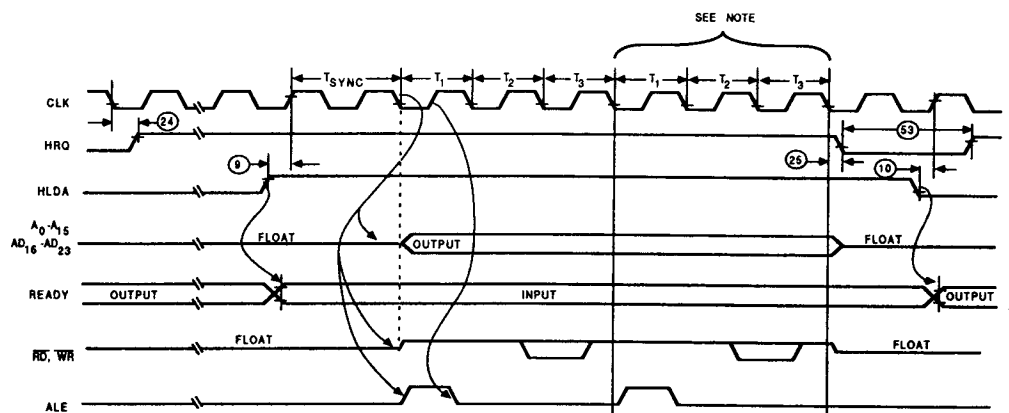 SEE NOTE
TSYNC T1 T2 T3 T1 T2 T3
CLK
24 53
HRQ
9 25 10
HLDA
A0-A15
AD16-AD23
FLOAT OUTPUT FLOAT
READY OUTPUT INPUT OUTPUT
FLOAT FLOAT
RD, WR
ALE